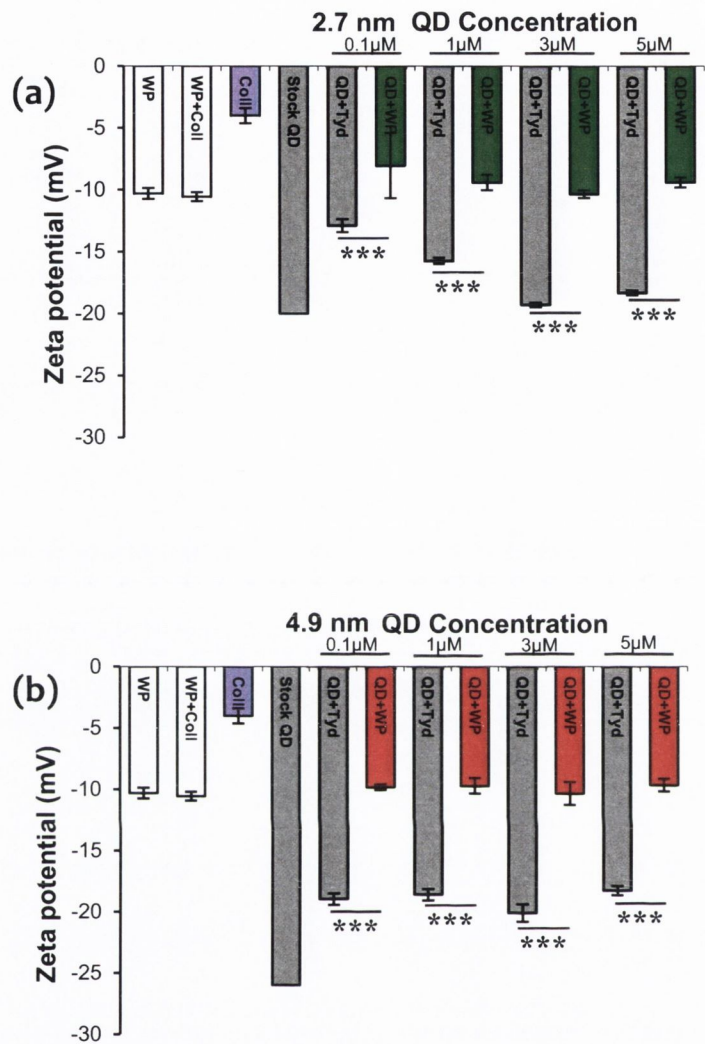 2.7 nm QD Concentration
0.1µM 1µM 3µM 5µM
(a)
Zeta potential (mV)
0
-5
-10
-15
-20
-25
-30
WP
WP+Coll
Coll
Stock QD
QD+Tyd
QD+WP
QD+Tyd
QD+WP
QD+Tyd
QD+WP
QD+Tyd
QD+WP
*** *** *** ***
4.9 nm QD Concentration
0.1µM 1µM 3µM 5µM
(b)
Zeta potential (mV)
0
-5
-10
-15
-20
-25
-30
WP
WP+Coll
Coll
Stock QD
QD+Tyd
QD+WP
QD+Tyd
QD+WP
QD+Tyd
QD+WP
QD+Tyd
QD+WP
*** *** *** ***